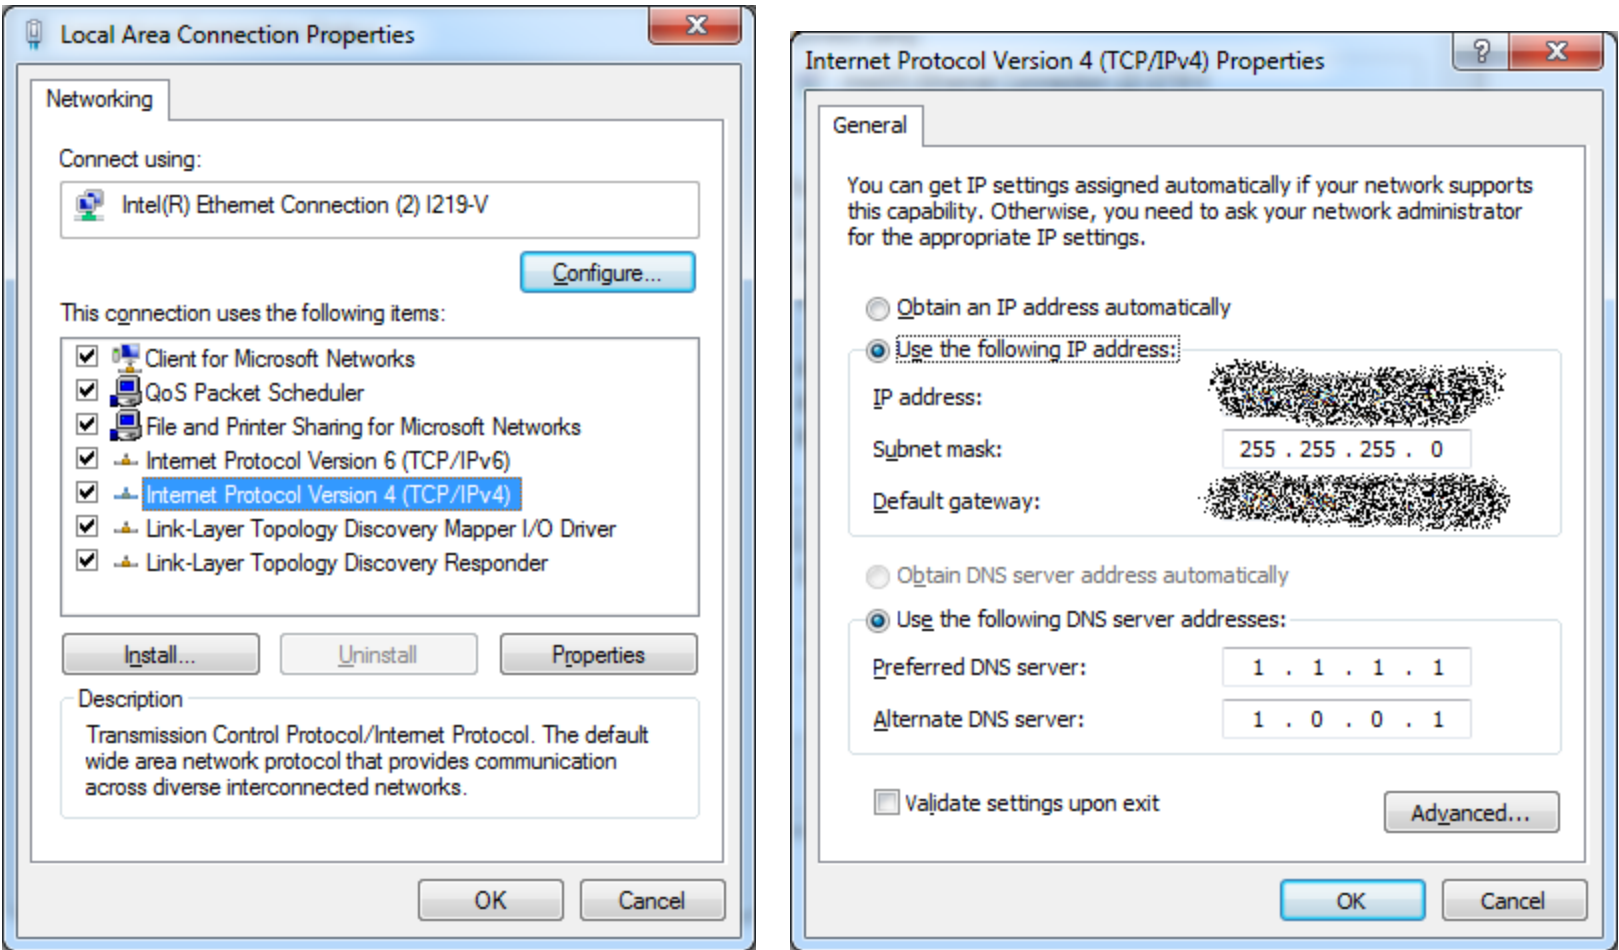 Local Area Connection Properties
Networking
Connect using:
Intel(R) Ethernet Connection (2) I219-V
Configure...
This connection uses the following items:
Client for Microsoft Networks
QoS Packet Scheduler
File and Printer Sharing for Microsoft Networks
Internet Protocol Version 6 (TCP/IPv6)
Internet Protocol Version 4 (TCP/IPv4)
Link-Layer Topology Discovery Mapper I/O Driver
Link-Layer Topology Discovery Responder
Install...
Uninstall
Properties
Description
Transmission Control Protocol/Internet Protocol. The default
wide area network protocol that provides communication
across diverse interconnected networks.
OK
Cancel
Internet Protocol Version 4 (TCP/IPv4) Properties
General
You can get IP settings assigned automatically if your network supports
this capability. Otherwise, you need to ask your network administrator
for the appropriate IP settings.
Obtain an IP address automatically
Use the following IP address:
IP address:
Subnet mask: 255 . 255 . 255 . 0
Default gateway:
Obtain DNS server address automatically
Use the following DNS server addresses:
Preferred DNS server: 1 . 1 . 1 . 1
Alternate DNS server: 1 . 0 . 0 . 1
Validate settings upon exit
Advanced...
OK
Cancel